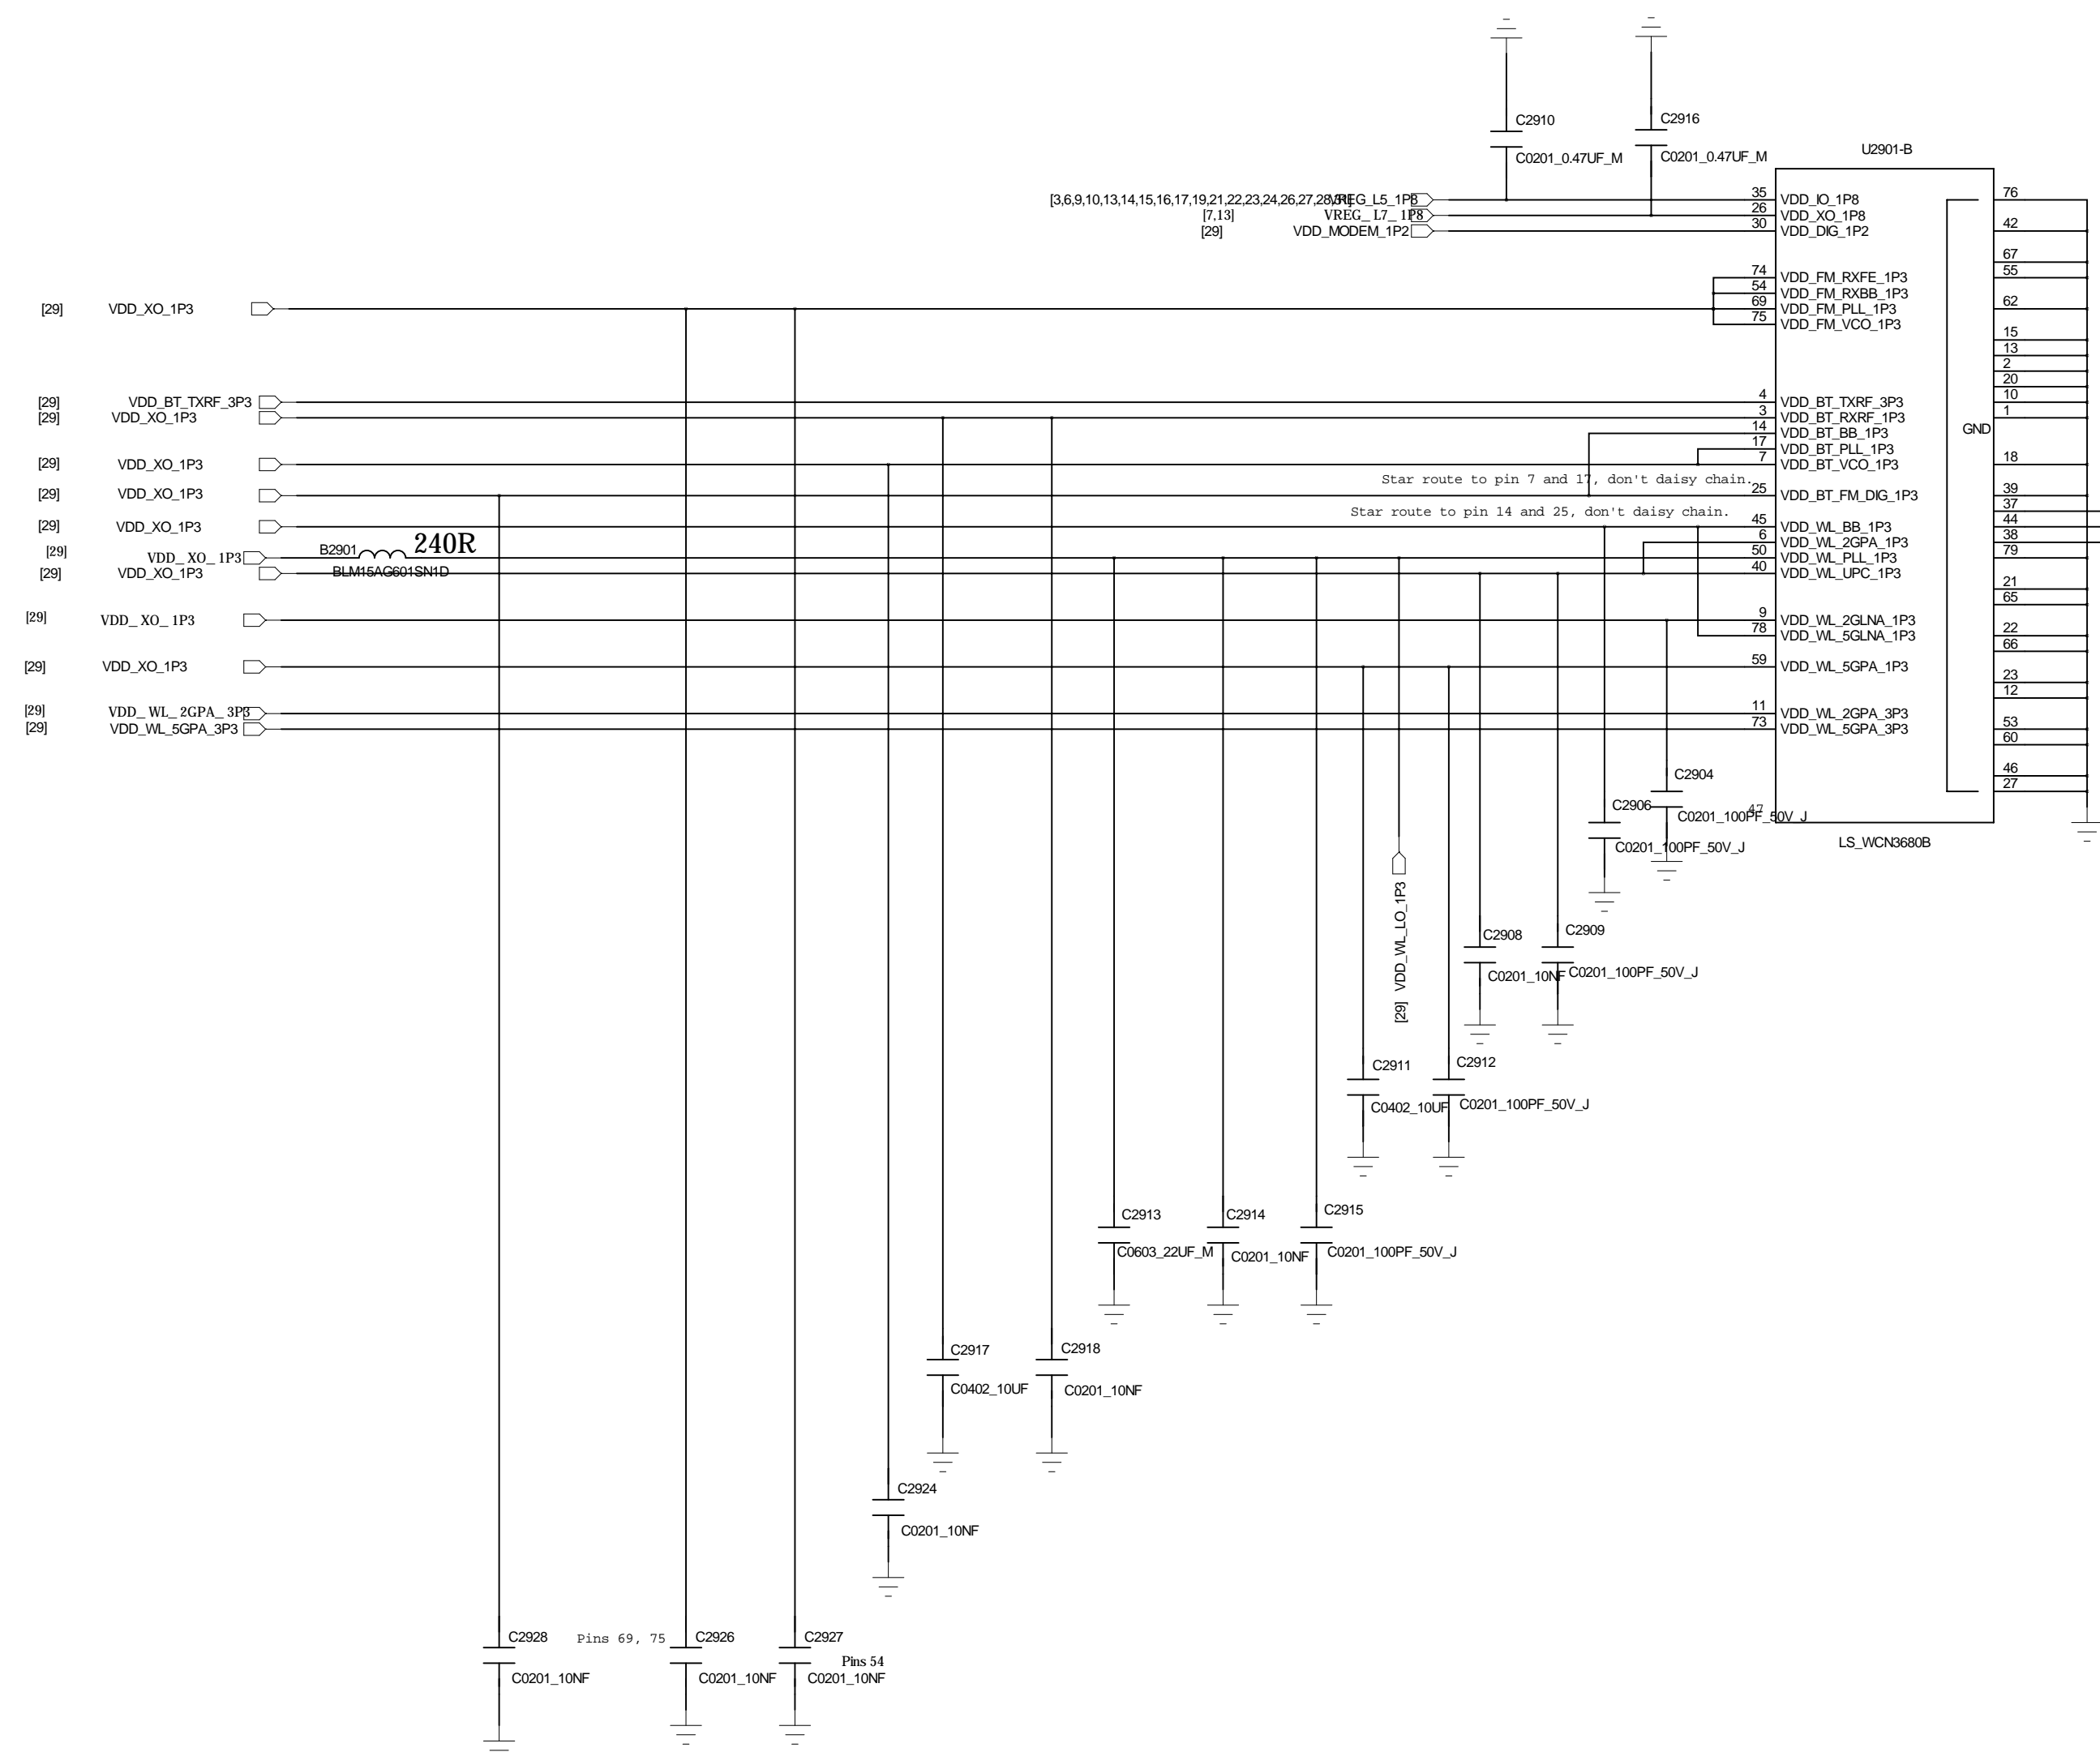 C2910
C2916
C0201_0.47UF_M
C0201_0.47UF_M
U2901-B
[3,6,9,10,13,14,15,16,17,19,21,22,23,24,26,27,28,31] VREG_L5_1P8 35 VDD_IO_1P8 76
[7,13] VREG_L7_1P8 26 VDD_XO_1P8
[29] VDD_MODEM_1P2 30 VDD_DIG_1P2 42
67
74 VDD_FM_RXFE_1P3 55
54 VDD_FM_RXBB_1P3
[29] VDD_XO_1P3 69 VDD_FM_PLL_1P3 62
75 VDD_FM_VCO_1P3
15
13
2
20
[29] VDD_BT_TXRF_3P3 4 VDD_BT_TXRF_3P3 10
[29] VDD_XO_1P3 3 VDD_BT_RXRF_1P3 1
14 VDD_BT_BB_1P3 GND
17 VDD_BT_PLL_1P3
[29] VDD_XO_1P3 7 VDD_BT_VCO_1P3 18
Star route to pin 7 and 17, don't daisy chain.
[29] VDD_XO_1P3 25 VDD_BT_FM_DIG_1P3 39
Star route to pin 14 and 25, don't daisy chain.
37
[29] VDD_XO_1P3 45 VDD_WL_BB_1P3 44
6 VDD_WL_2GPA_1P3 38
[29] VDD_XO_1P3 B2901 240R 50 VDD_WL_PLL_1P3 79
[29] VDD_XO_1P3 BLM15AG601SN1D 40 VDD_WL_UPC_1P3
21
65
[29] VDD_XO_1P3 9 VDD_WL_2GLNA_1P3
78 VDD_WL_5GLNA_1P3 22
66
[29] VDD_XO_1P3 59 VDD_WL_5GPA_1P3
23
12
[29] VDD_WL_2GPA_3P3 11 VDD_WL_2GPA_3P3
[29] VDD_WL_5GPA_3P3 73 VDD_WL_5GPA_3P3 53
60
46
27
C2904
C2906
47
C0201_100PF_50V_J
LS_WCN3680B
C0201_100PF_50V_J
[29] VDD_WL_LO_1P3
C2908
C2909
C0201_10NF
C0201_100PF_50V_J
C2911
C2912
C0402_10UF
C0201_100PF_50V_J
C2913
C2914
C2915
C0603_22UF_M
C0201_10NF
C0201_100PF_50V_J
C2917
C2918
C0402_10UF
C0201_10NF
C2924
C0201_10NF
C2928
Pins 69, 75
C2926
C2927
Pins 54
C0201_10NF
C0201_10NF
C0201_10NF